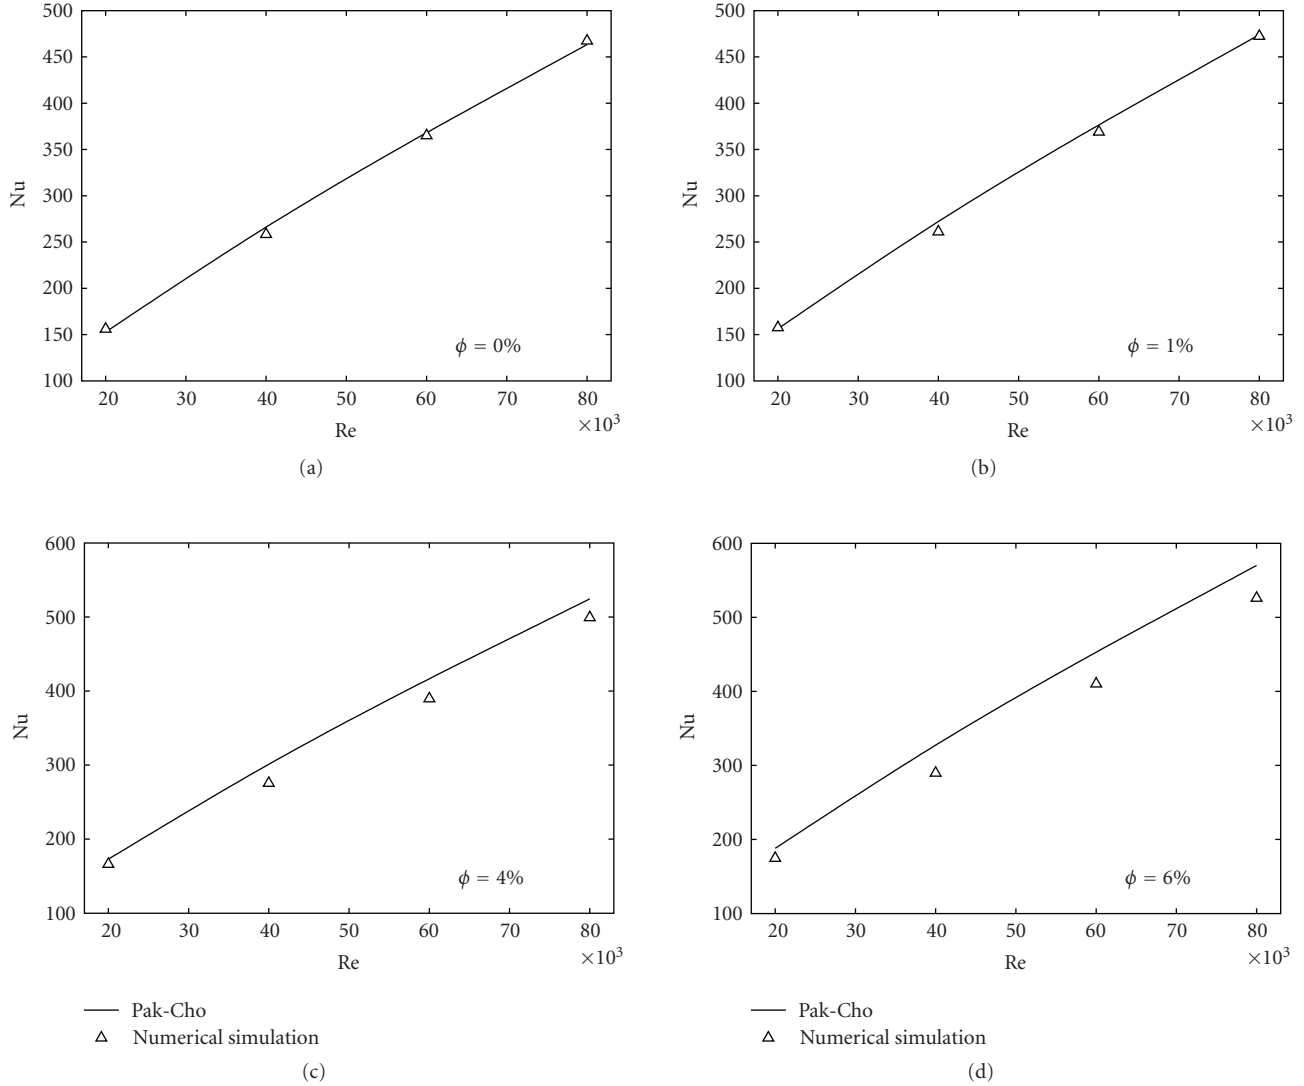 500
450
400
350
300
250
200
150
100
Nu
ϕ = 0%
20 30 40 50 60 70 80
×10³
Re
(a)
500
450
400
350
300
250
200
150
100
Nu
ϕ = 1%
20 30 40 50 60 70 80
×10³
Re
(b)
600
500
400
300
200
100
Nu
ϕ = 4%
20 30 40 50 60 70 80
×10³
Re
Pak-Cho
Numerical simulation
(c)
600
500
400
300
200
100
Nu
ϕ = 6%
20 30 40 50 60 70 80
×10³
Re
Pak-Cho
Numerical simulation
(d)